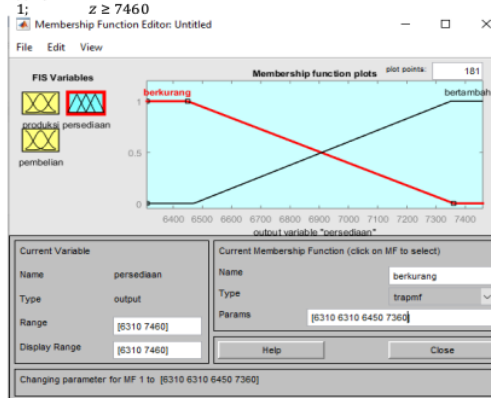 1;        z ≥ 7460
Membership Function Editor: Untitled
File Edit View
FIS Variables
produksi persediaan
pembelian
Membership function plots
plot points: 181
berkurang
bertambah
1
0.5
0
6400 6500 6600 6700 6800 6900 7000 7100 7200 7300 7400
output variable "persediaan"
Current Variable
Name persediaan
Type output
Range [6310 7460]
Display Range [6310 7460]
Current Membership Function (click on MF to select)
Name berkurang
Type trapmf
Params [6310 6310 6450 7360]
Help Close
Changing parameter for MF 1 to [6310 6310 6450 7360]